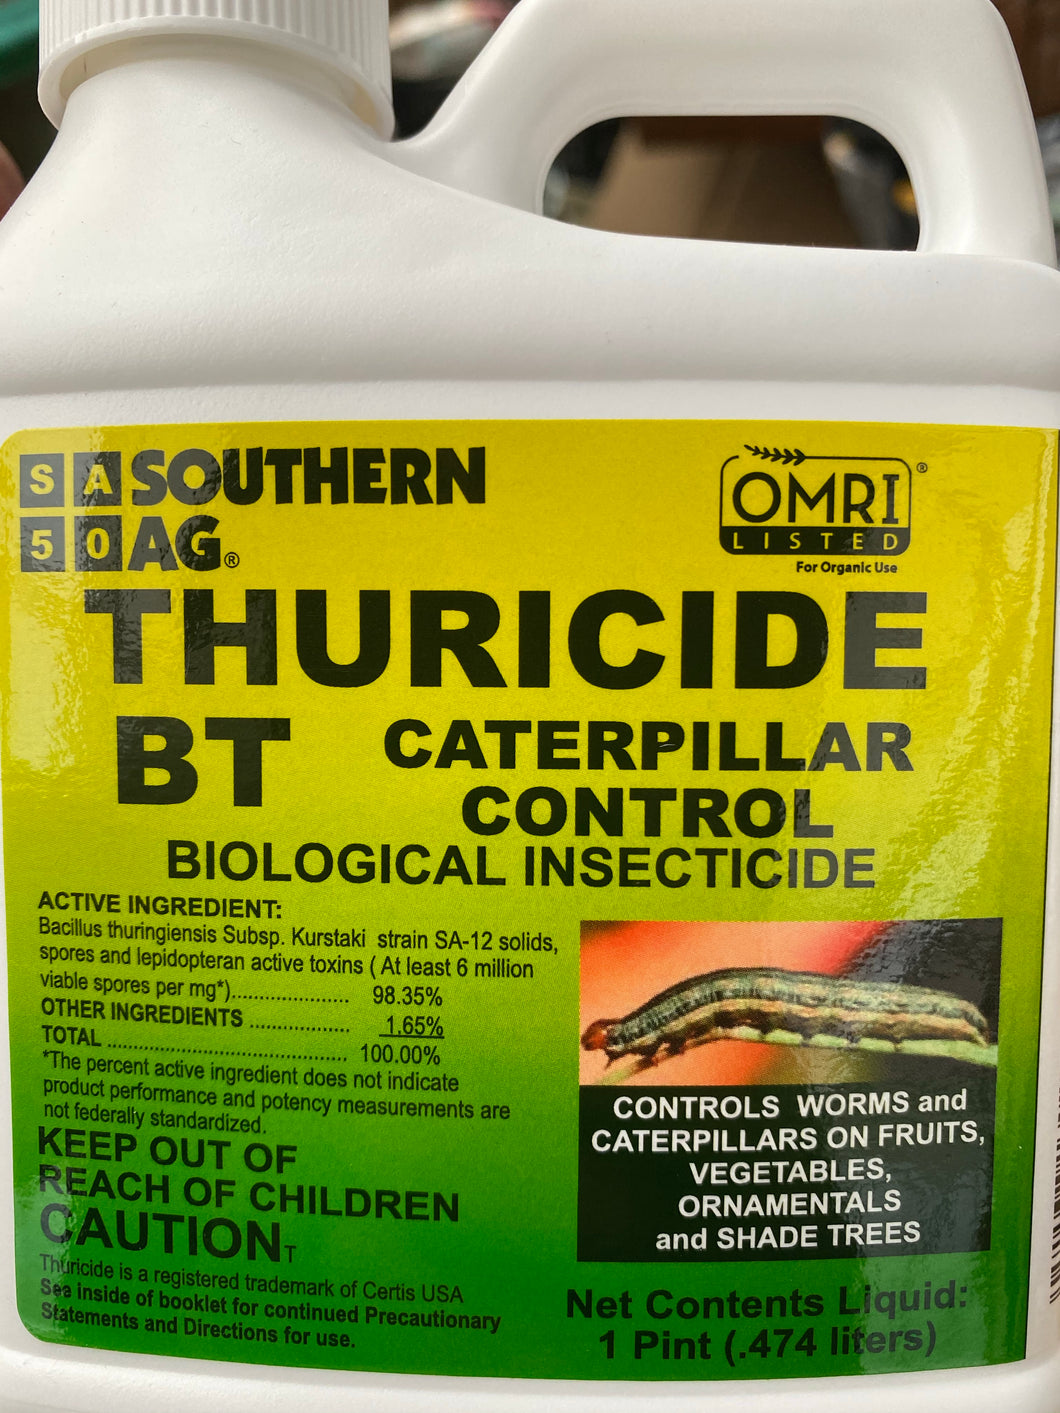 SA SOUTHERN
50 AG®
OMRI®
LISTED
For Organic Use
THURICIDE
BT CATERPILLAR
CONTROL
BIOLOGICAL INSECTICIDE
ACTIVE INGREDIENT:
Bacillus thuringiensis Subsp. Kurstaki strain SA-12 solids,
spores and lepidopteran active toxins ( At least 6 million
viable spores per mg*)..................... 98.35%
OTHER INGREDIENTS .................. 1.65%
TOTAL ........................................... 100.00%
*The percent active ingredient does not indicate
product performance and potency measurements are
not federally standardized.
KEEP OUT OF
REACH OF CHILDREN
CAUTIONT
Thuricide is a registered trademark of Certis USA
See inside of booklet for continued Precautionary
Statements and Directions for use.
CONTROLS WORMS and
CATERPILLARS ON FRUITS,
VEGETABLES,
ORNAMENTALS
and SHADE TREES
Net Contents Liquid:
1 Pint (.474 liters)